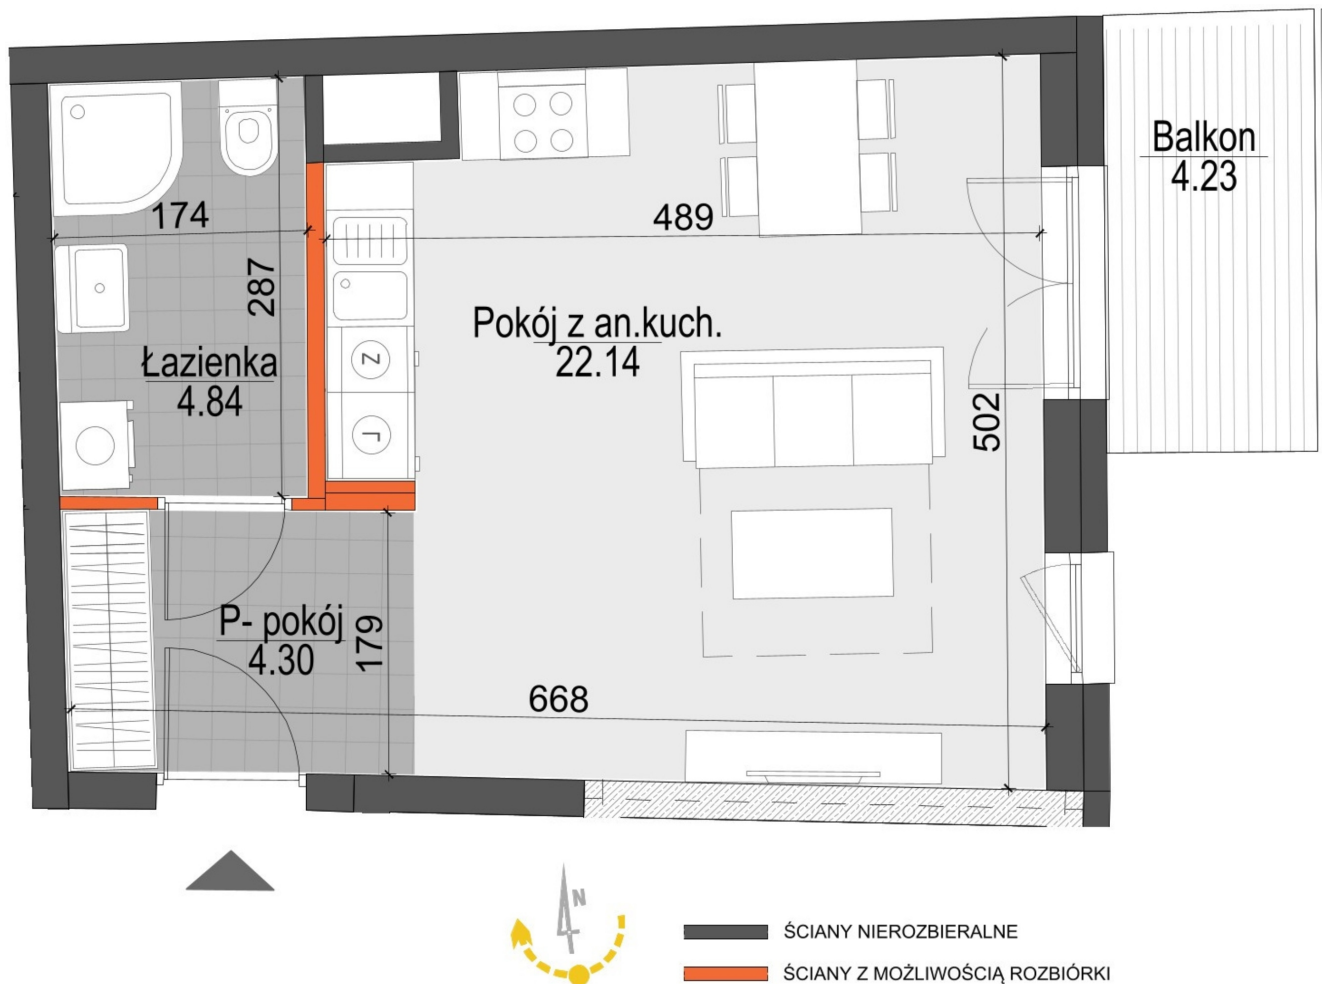 Balkon
4.23
174
489
287
Pokój z an.kuch.
22.14
Łazienka
4.84
Z
L
502
P- pokój
4.30
179
668
N
ŚCIANY NIEROZBIERALNE
ŚCIANY Z MOŻLIWOŚCIĄ ROZBIÓRKI